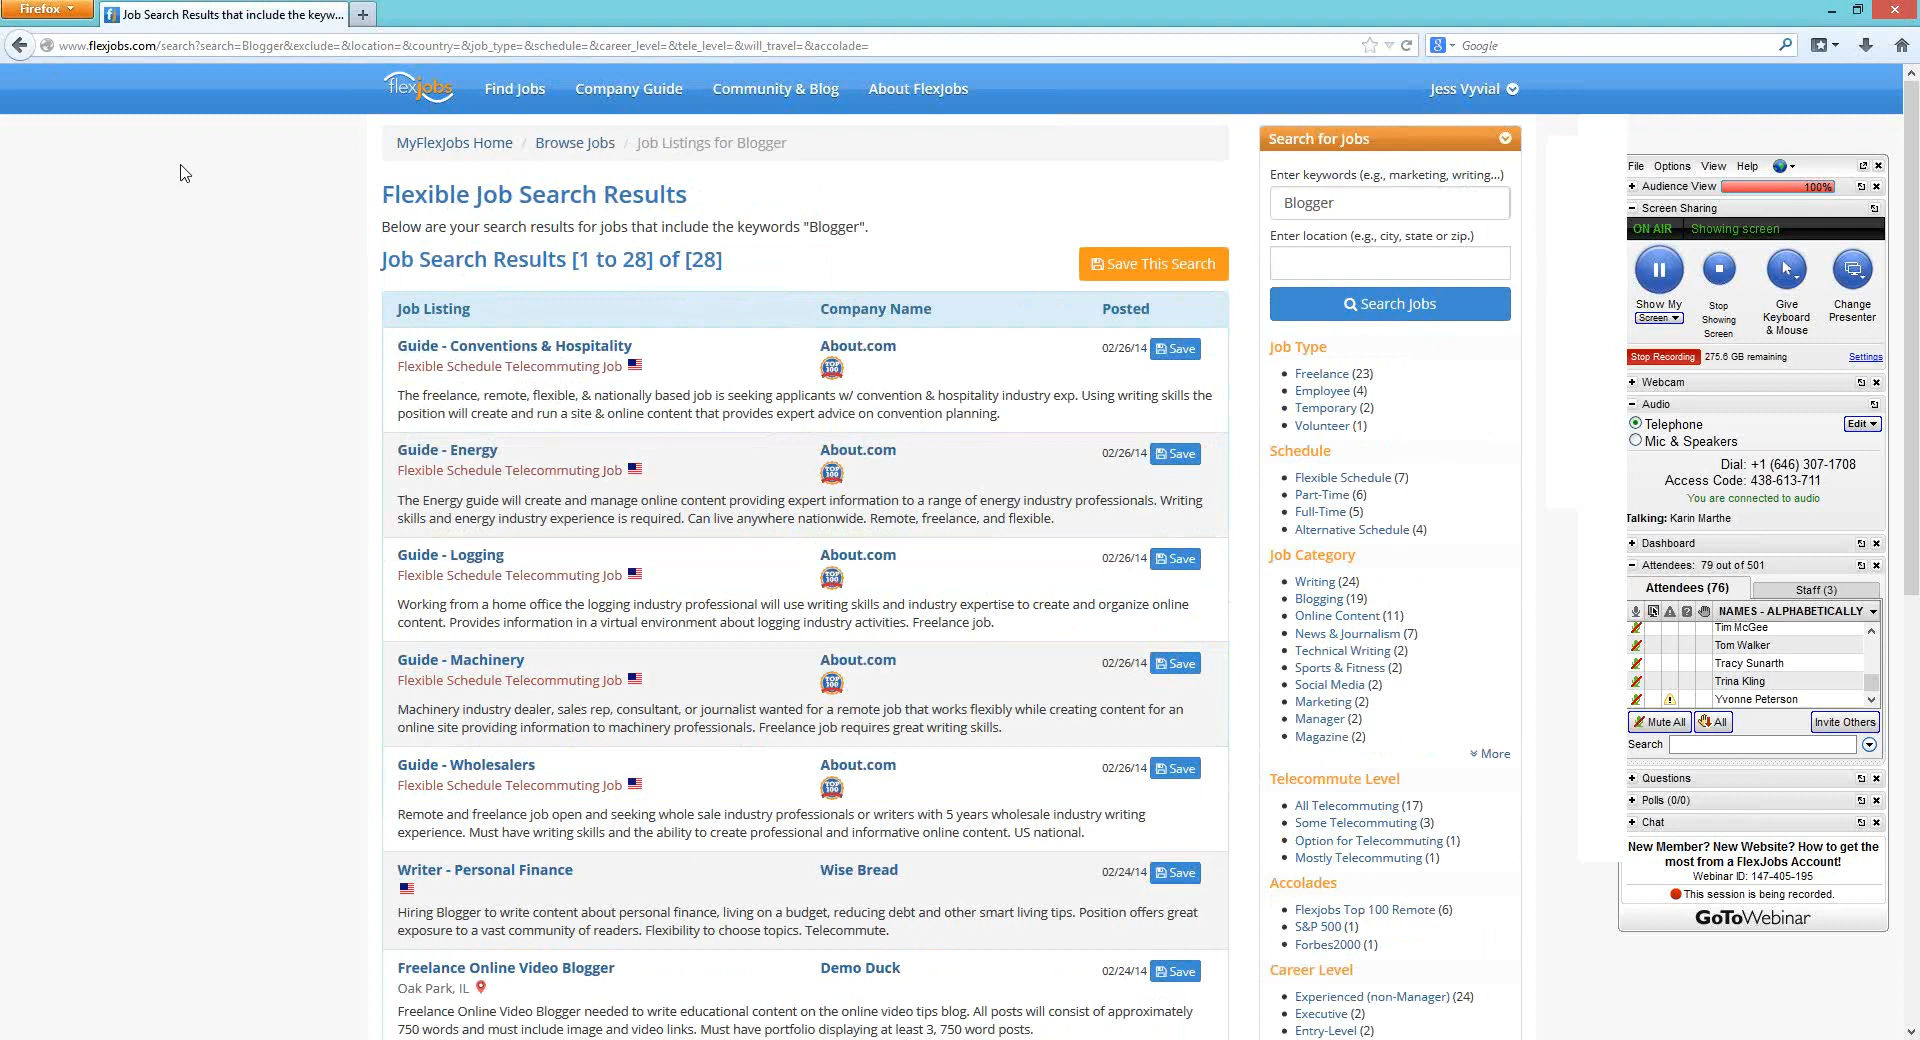 Firefox
Job Search Results that include the keyw...
www.flexjobs.com/search?search=Blogger&exclude=&location=&country=&job_type=&schedule=&career_level=&tele_level=&will_travel=&accolade=
Google
flexjobs
Find Jobs
Company Guide
Community & Blog
About FlexJobs
Jess Vyvial
MyFlexJobs Home / Browse Jobs / Job Listings for Blogger
Flexible Job Search Results
Below are your search results for jobs that include the keywords "Blogger".
Job Search Results [1 to 28] of [28]
Save This Search
Job Listing Company Name Posted
Guide - Conventions & Hospitality About.com 02/26/14 Save
Flexible Schedule Telecommuting Job
TOP 100
The freelance, remote, flexible, & nationally based job is seeking applicants w/ convention & hospitality industry exp. Using writing skills the
position will create and run a site & online content that provides expert advice on convention planning.
Guide - Energy About.com 02/26/14 Save
Flexible Schedule Telecommuting Job
TOP 100
The Energy guide will create and manage online content providing expert information to a range of energy industry professionals. Writing
skills and energy industry experience is required. Can live anywhere nationwide. Remote, freelance, and flexible.
Guide - Logging About.com 02/26/14 Save
Flexible Schedule Telecommuting Job
TOP 100
Working from a home office the logging industry professional will use writing skills and industry expertise to create and organize online
content. Provides information in a virtual environment about logging industry activities. Freelance job.
Guide - Machinery About.com 02/26/14 Save
Flexible Schedule Telecommuting Job
TOP 100
Machinery industry dealer, sales rep, consultant, or journalist wanted for a remote job that works flexibly while creating content for an
online site providing information to machinery professionals. Freelance job requires great writing skills.
Guide - Wholesalers About.com 02/26/14 Save
Flexible Schedule Telecommuting Job
TOP 100
Remote and freelance job open and seeking whole sale industry professionals or writers with 5 years wholesale industry writing
experience. Must have writing skills and the ability to create professional and informative online content. US national.
Writer - Personal Finance Wise Bread 02/24/14 Save
Hiring Blogger to write content about personal finance, living on a budget, reducing debt and other smart living tips. Position offers great
exposure to a vast community of readers. Flexibility to choose topics. Telecommute.
Freelance Online Video Blogger Demo Duck 02/24/14 Save
Oak Park, IL
Freelance Online Video Blogger needed to write educational content on the online video tips blog. All posts will consist of approximately
750 words and must include image and video links. Must have portfolio displaying at least 3, 750 word posts.
Search for Jobs
Enter keywords (e.g., marketing, writing...)
Blogger
Enter location (e.g., city, state or zip.)
Search Jobs
Job Type
Freelance (23)
Employee (4)
Temporary (2)
Volunteer (1)
Schedule
Flexible Schedule (7)
Part-Time (6)
Full-Time (5)
Alternative Schedule (4)
Job Category
Writing (24)
Blogging (19)
Online Content (11)
News & Journalism (7)
Technical Writing (2)
Sports & Fitness (2)
Social Media (2)
Marketing (2)
Manager (2)
Magazine (2)
More
Telecommute Level
All Telecommuting (17)
Some Telecommuting (3)
Option for Telecommuting (1)
Mostly Telecommuting (1)
Accolades
Flexjobs Top 100 Remote (6)
S&P 500 (1)
Forbes2000 (1)
Career Level
Experienced (non-Manager) (24)
Executive (2)
Entry-Level (2)
File Options View Help
Audience View 100%
Screen Sharing
ON AIR Showing screen
Show My
Screen
Stop
Showing
Screen
Give
Keyboard
& Mouse
Change
Presenter
Stop Recording 275.6 GB remaining Settings
Webcam
Audio
Telephone Edit
Mic & Speakers
Dial: +1 (646) 307-1708
Access Code: 438-613-711
You are connected to audio
Talking: Karin Marthe
Dashboard
Attendees: 79 out of 501
Attendees (76) Staff (3)
NAMES - ALPHABETICALLY
Tim McGee
Tom Walker
Tracy Sunarth
Trina Kling
Yvonne Peterson
Mute All All Invite Others
Search
Questions
Polls (0/0)
Chat
New Member? New Website? How to get the
most from a FlexJobs Account!
Webinar ID: 147-405-195
This session is being recorded.
GoToWebinar